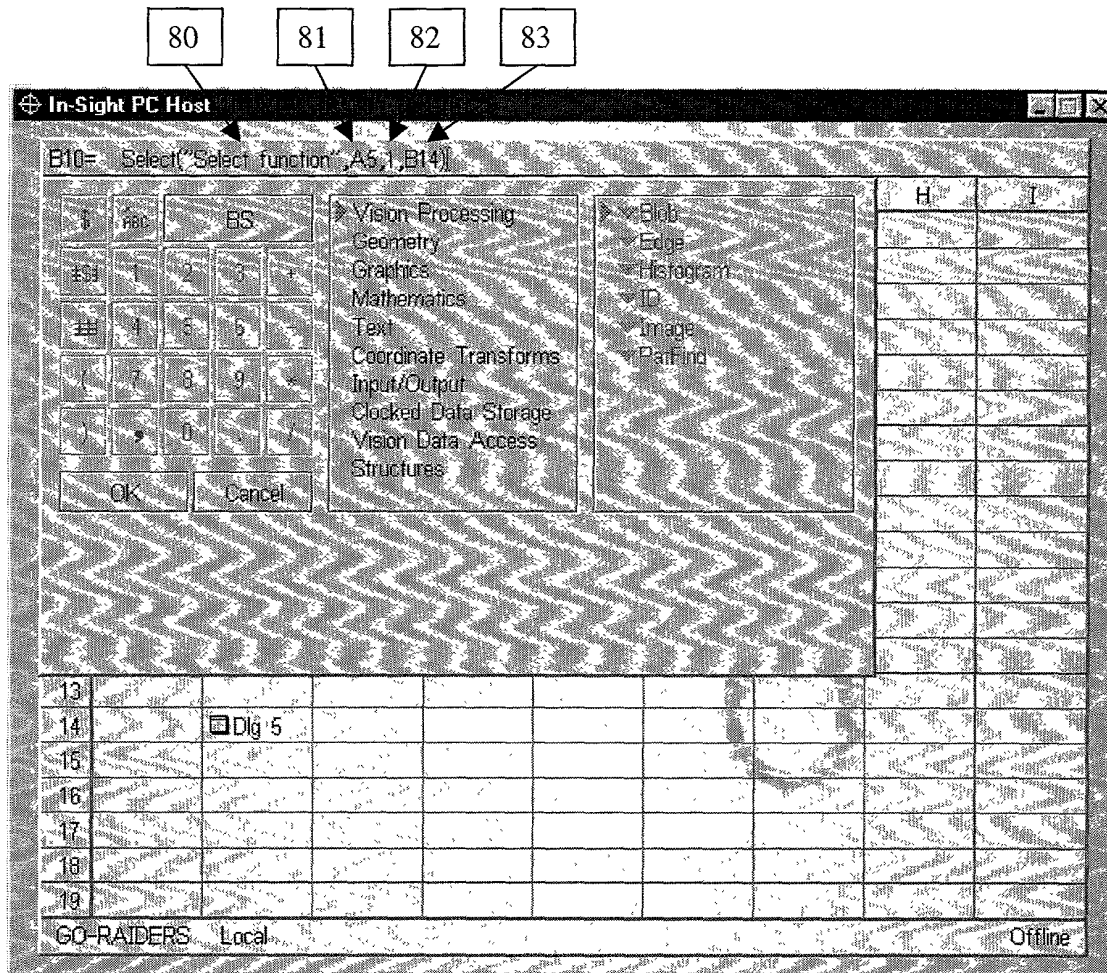 80 81 82 83
In-Sight PC Host
B10= Select("Select function",A5,1,B14)
H I
$ ABC BS
1 2 3 +
4 5 6 -
( 7 8 9 *
) , 0 . /
OK Cancel
Vision Processing
Geometry
Graphics
Mathematics
Text
Coordinate Transforms
Input/Output
Clocked Data Storage
Vision Data Access
Structures
Blob
Edge
Histogram
ID
Image
PatFind
13
14 Dlg 5
15
16
17
18
19
GO-RAIDERS Local Offline